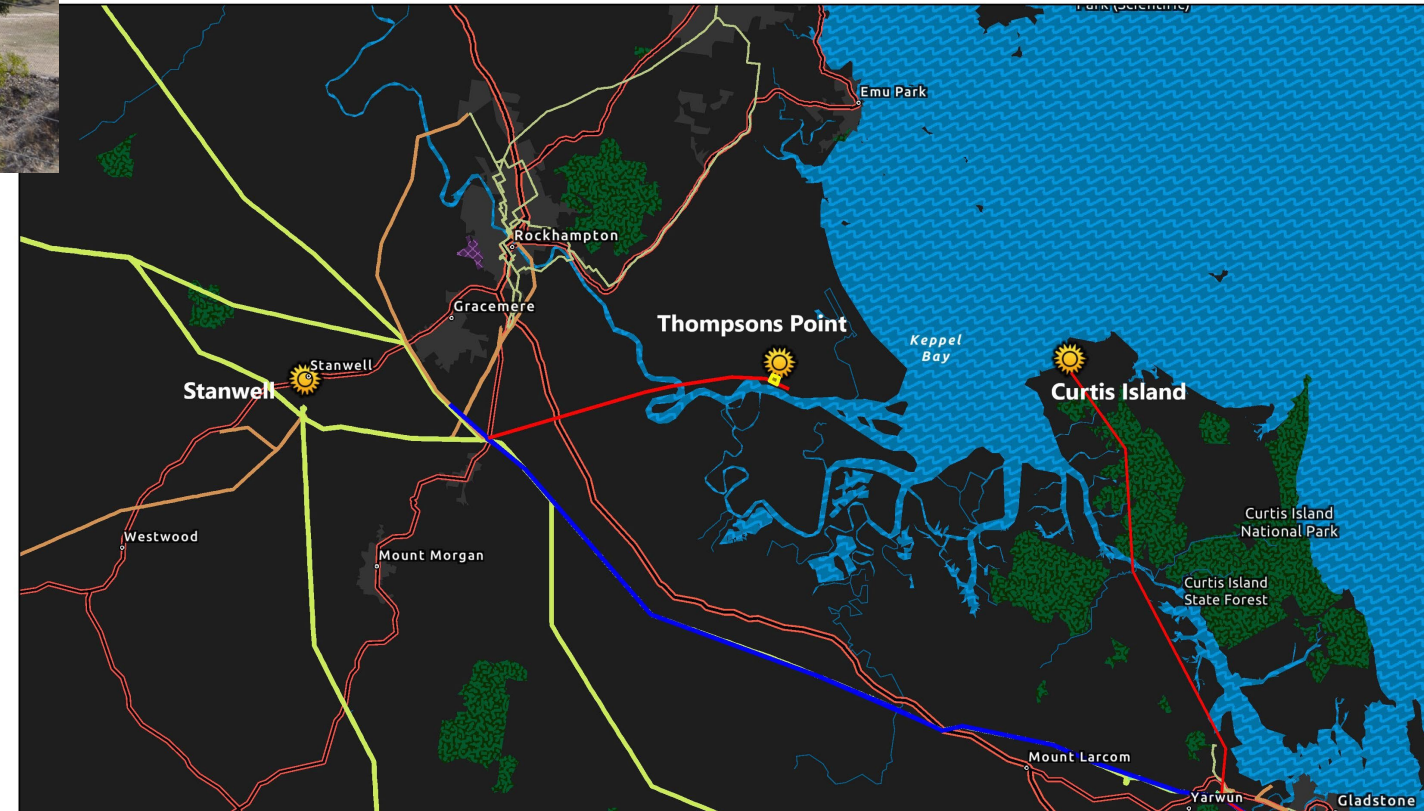 Park (Scientific)
Emu Park
Rockhampton
Gracemere
Thompsons Point
Keppel
Bay
Stanwell
Stanwell
Curtis Island
Curtis Island
National Park
Westwood
Mount Morgan
Curtis Island
State Forest
Mount Larcom
Yarwun
Gladstone